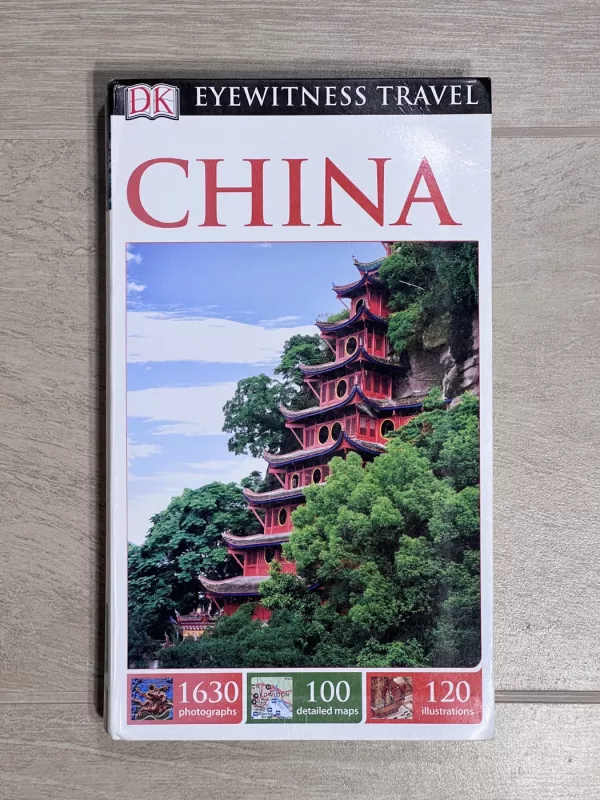 DK EYEWITNESS TRAVEL
CHINA
1630
photographs
100
detailed maps
120
illustrations